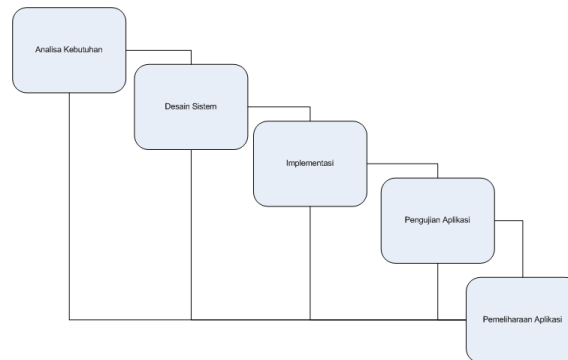 Analisa Kebutuhan
Desain Sistem
Implementasi
Pengujian Aplikasi
Pemeliharaan Aplikasi